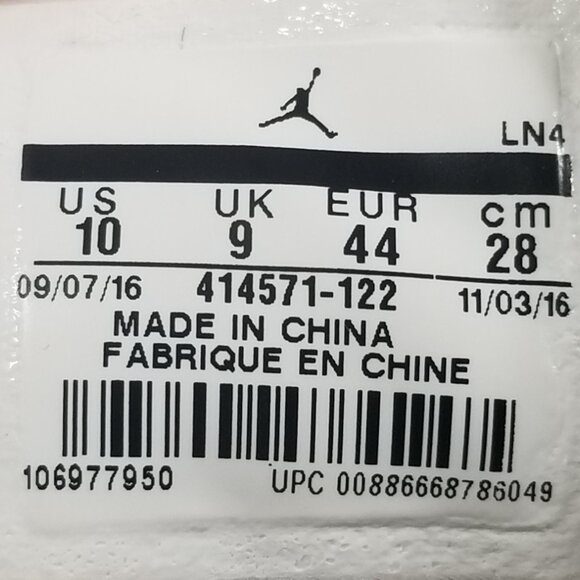 LN4
US UK EUR cm
10 9 44 28
09/07/16 414571-122 11/03/16
MADE IN CHINA
FABRIQUE EN CHINE
106977950 UPC 00886668786049